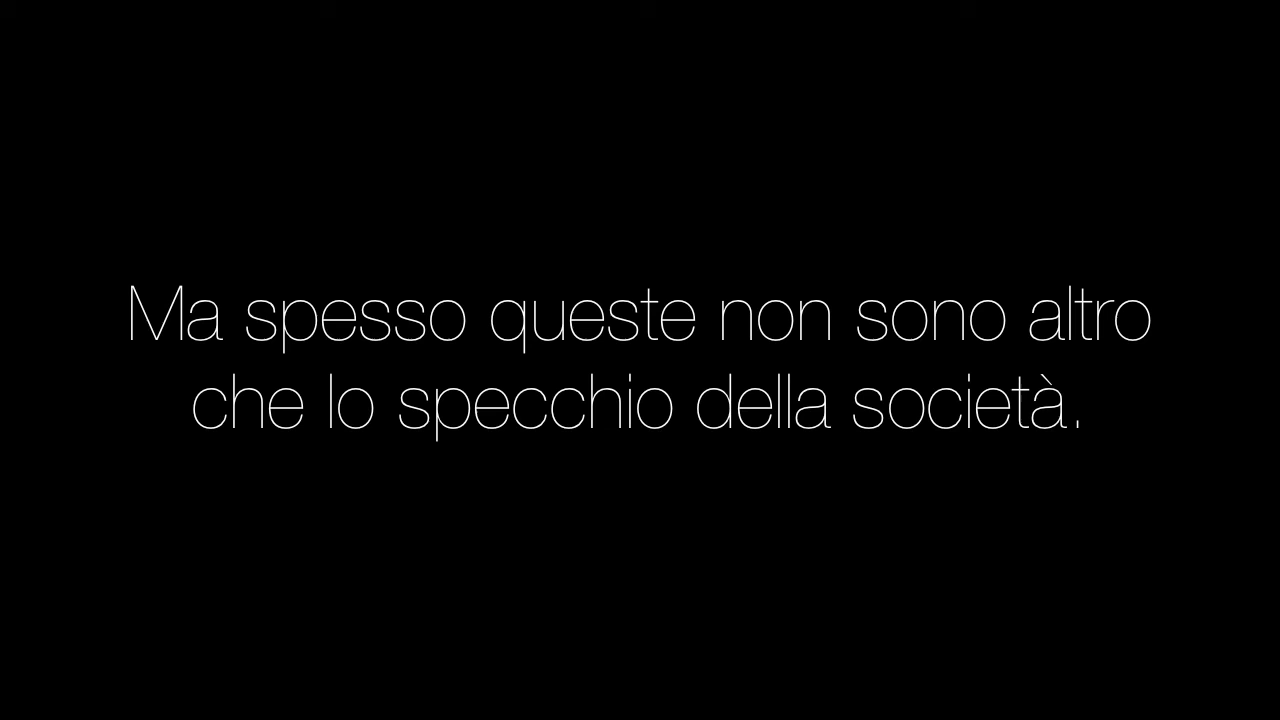 Ma spesso queste non sono altro
che lo specchio della società.